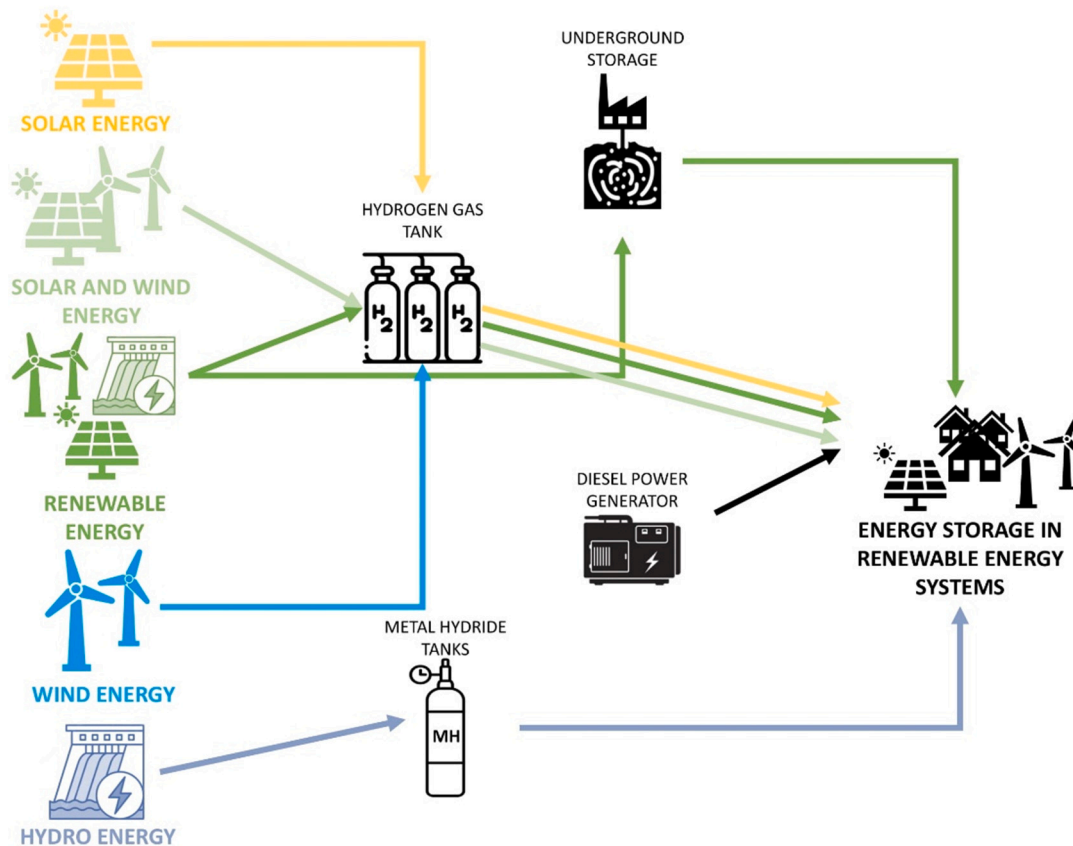 SOLAR ENERGY
SOLAR AND WIND
ENERGY
RENEWABLE
ENERGY
WIND ENERGY
HYDRO ENERGY
HYDROGEN GAS
TANK
H2
H2
H2
METAL HYDRIDE
TANKS
MH
UNDERGROUND
STORAGE
DIESEL POWER
GENERATOR
ENERGY STORAGE IN
RENEWABLE ENERGY
SYSTEMS